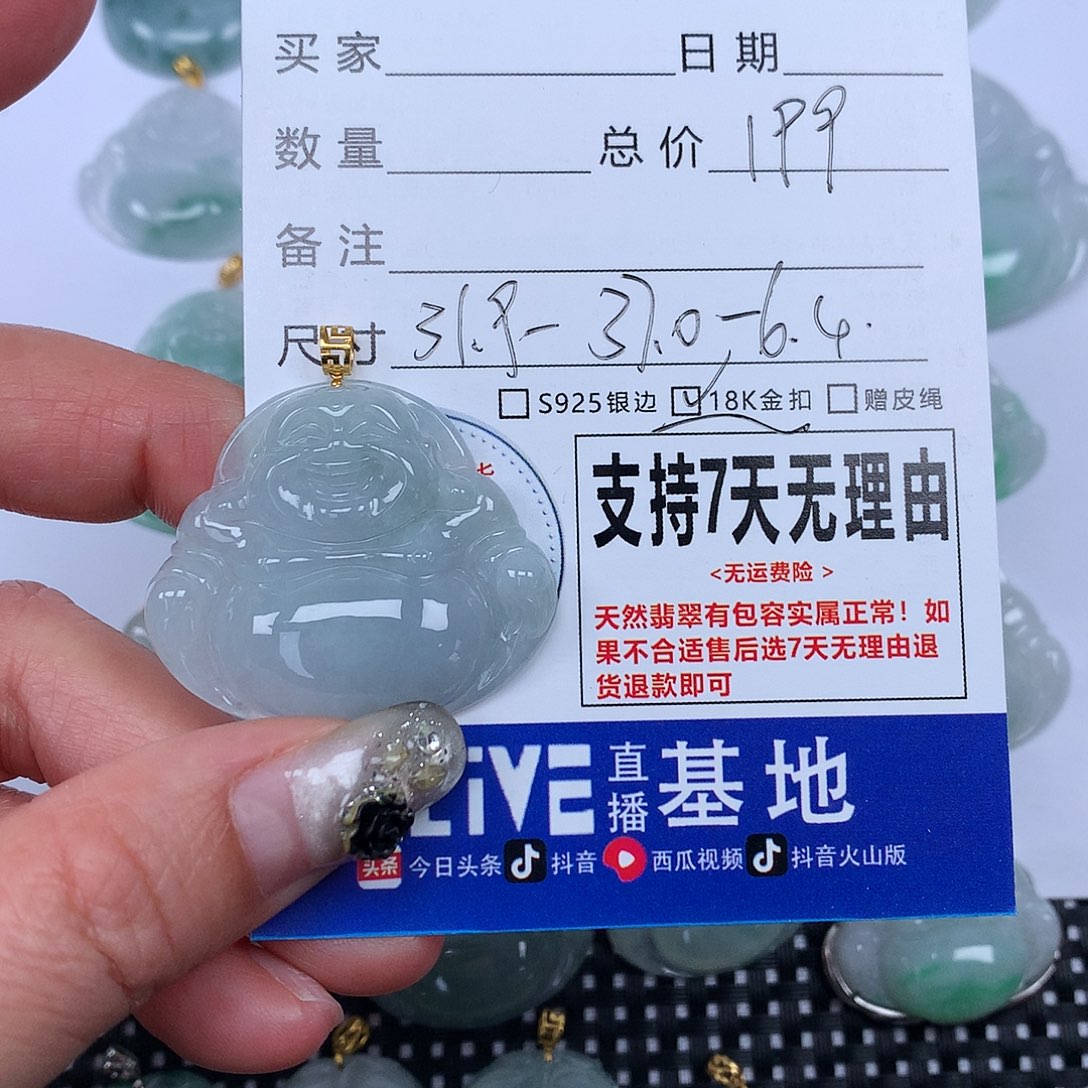 买家 日期
数量 总价 199
备注
尺寸 31.9-37.0-6.4.
S925银边 18K金扣 赠皮绳
七
支持7天无理由
<无运费险 >
天然翡翠有包容实属正常！如
果不合适售后选7天无理由退
货退款即可
LIVE 直播 基地
头条 今日头条 抖音 西瓜视频 抖音火山版